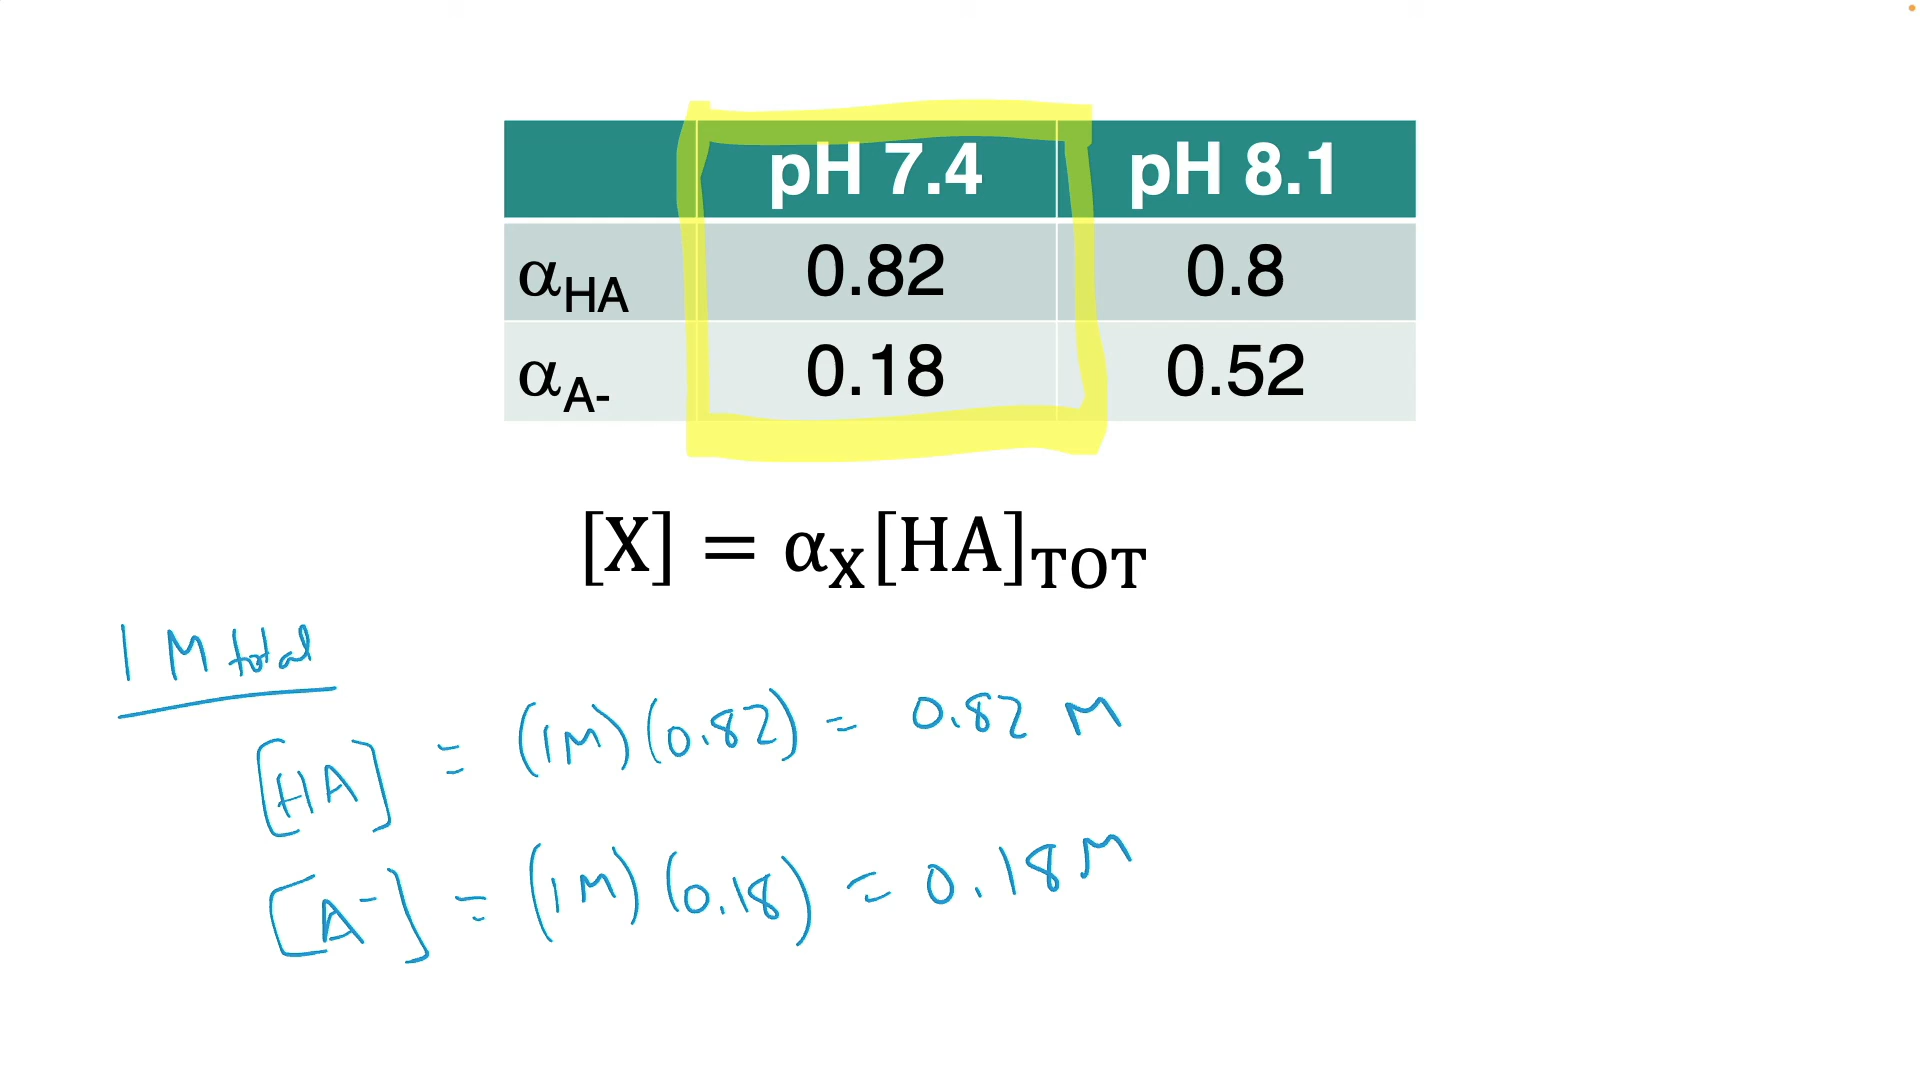 pH 7.4 pH 8.1
αHA 0.82 0.8
αA- 0.18 0.52
[X] = αX[HA]TOT
1 M total
[HA] = (1M)(0.82) = 0.82 M
[A⁻] = (1M)(0.18) = 0.18M